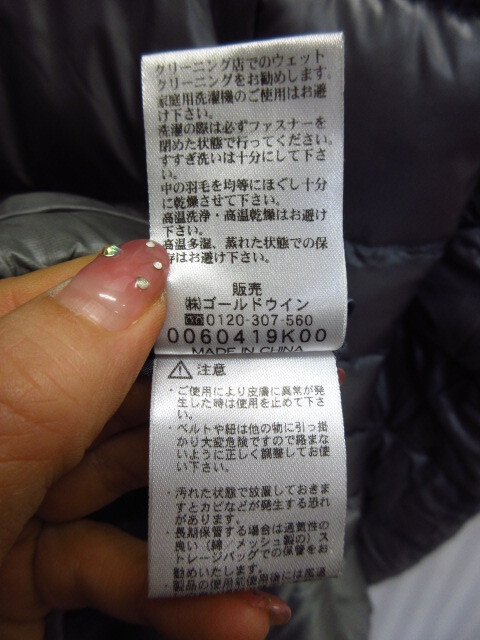 クリーニング店でのウェット
クリーニングをお勧めします。
家庭用洗濯機のご使用はお避
け下さい。
洗濯の際は必ずファスナーを
閉めた状態で行ってください。
すすぎ洗いは十分にして下さ
い。
中の羽毛を均等にほぐし十分
に乾燥させて下さい。
高温洗浄・高温乾燥はお避け
下さい。
高温多湿、蒸れた状態での保
存はお避け下さい。
販売
㈱ゴールドウイン
0120-307-560
0060419K00
MADE IN CHINA
注意
・ご使用により皮膚に異常が発
生した時は使用を止めて下さ
い。
・ベルトや紐は他の物に引っ掛
かり大変危険ですので絡まな
いように正しく調整してお使
い下さい。
・汚れた状態で放置しておきま
すとカビなどが発生する恐れ
があります。
・長期保管する場合は通気性の
良い（綿、メッシュ製の）ス
トレージバッグでの保管をお
勧めいたします。
・製品の使用前使用後には風通